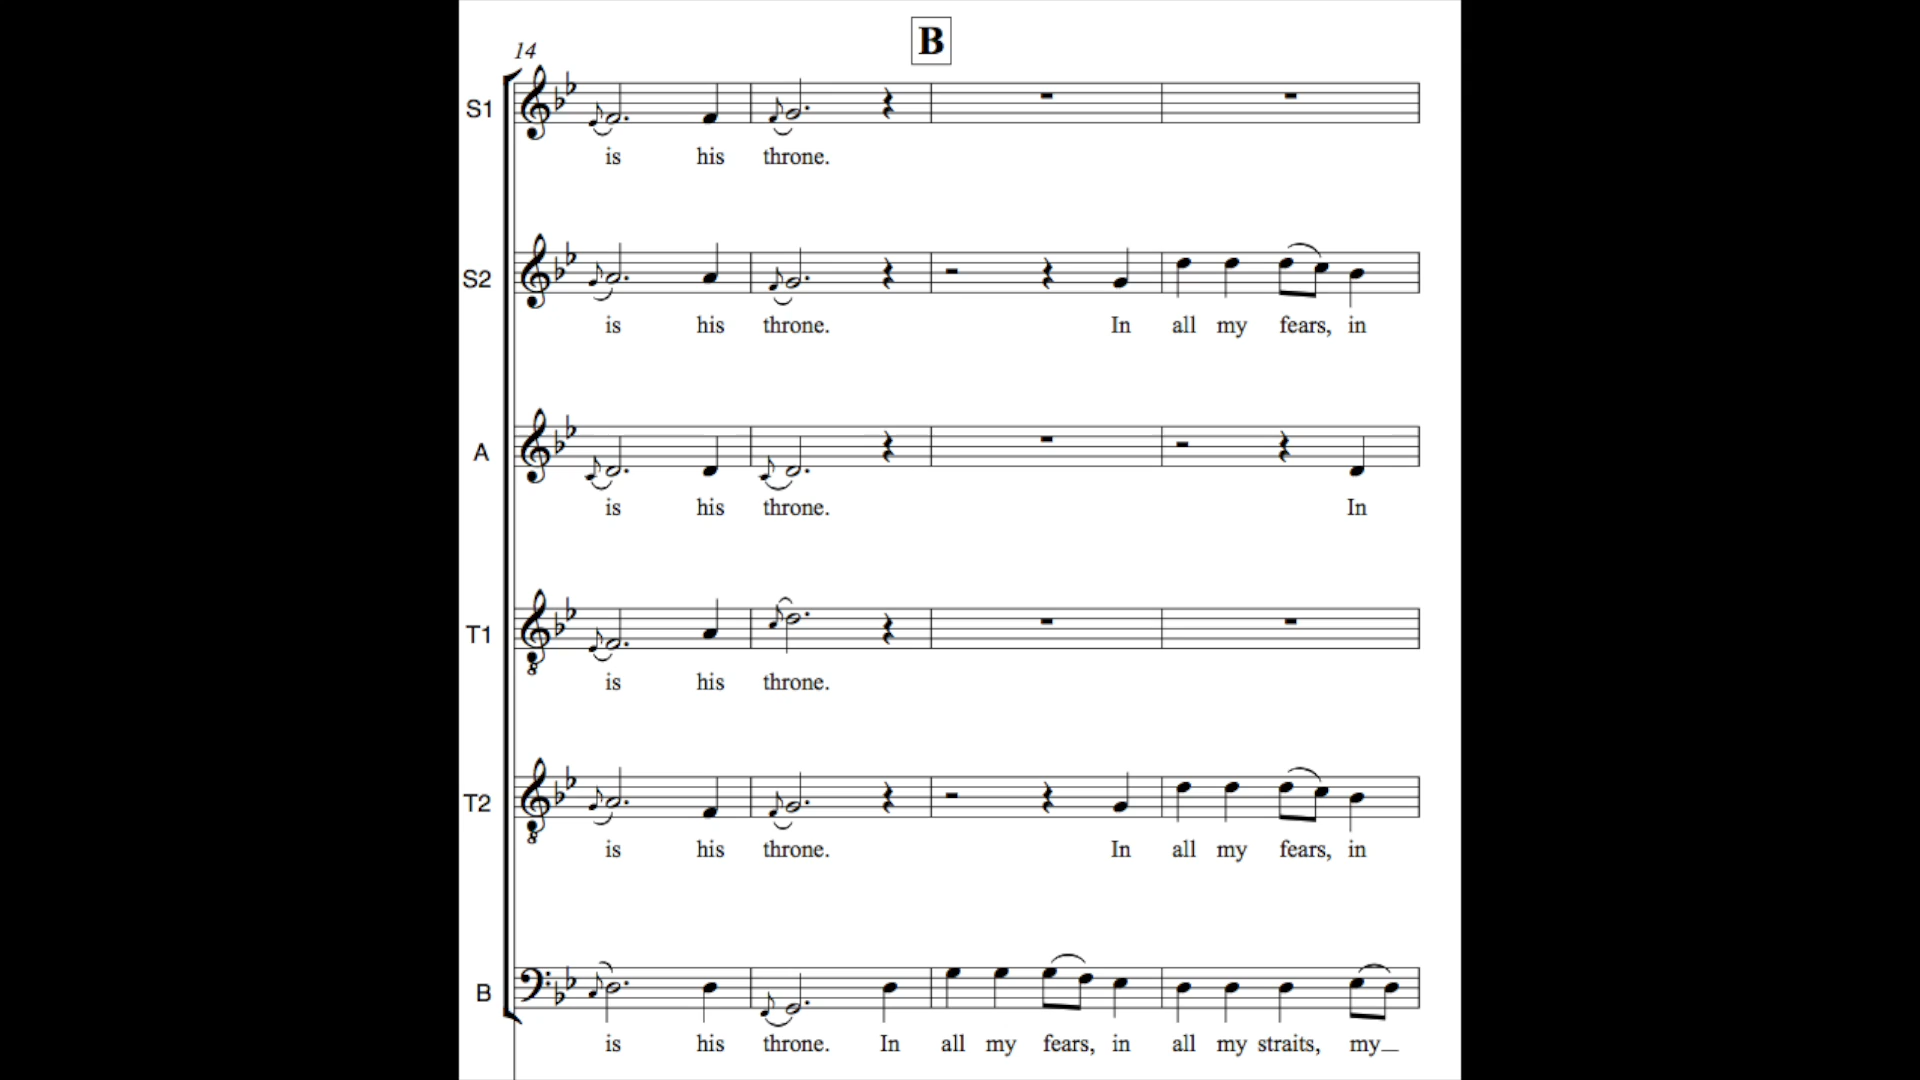 B
14
S1
is his throne.
S2
is his throne. In all my fears, in
A
is his throne. In
T1
is his throne.
8
T2
is his throne. In all my fears, in
8
B
is his throne. In all my fears, in all my straits, my